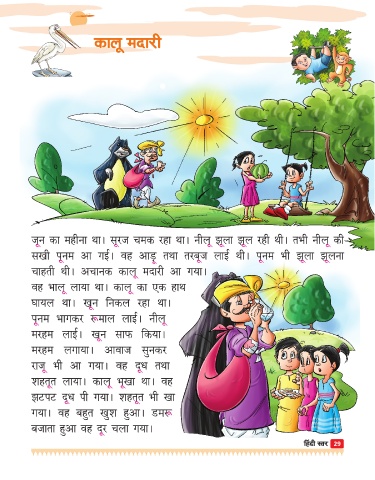 कालू मदारी
जून का महीना था। सूरज चमक रहा था। नीलू झूला झूल रही थी। तभी नीलू की
सखी पूनम आ गई। वह आड़ू तथा तरबूज लाई थी। पूनम भी झूला झूलना
चाहती थी। अचानक कालू मदारी आ गया।
वह भालू लाया था। कालू का एक हाथ
घायल था। खून निकल रहा था।
पूनम भागकर रूमाल लाई। नीलू
मरहम लाई। खून साफ किया।
मरहम लगाया। आवाज सुनकर
राजू भी आ गया। वह दूध तथा
शहतूत लाया। कालू भूखा था। वह
झटपट दूध पी गया। शहतूत भी खा
गया। वह बहुत खुश हुआ। डमरू
बजाता हुआ वह दूर चला गया।
हिंदी स्वर 29